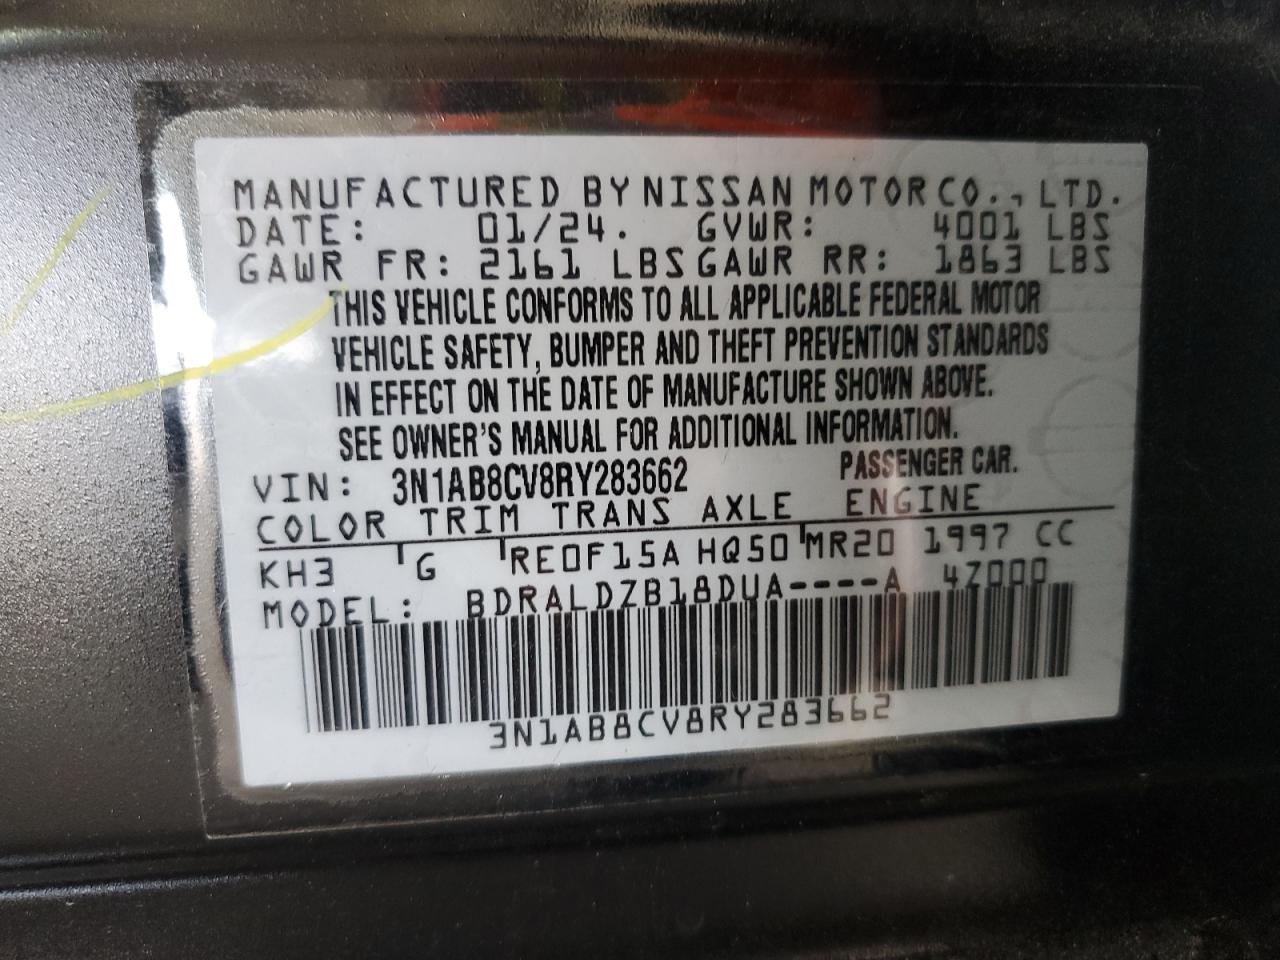 MANUFACTURED BY NISSAN MOTOR CO., LTD.
DATE: 01/24. GVWR: 4001 LBS
GAWR FR: 2161 LBS GAWR RR: 1863 LBS
THIS VEHICLE CONFORMS TO ALL APPLICABLE FEDERAL MOTOR
VEHICLE SAFETY, BUMPER AND THEFT PREVENTION STANDARDS
IN EFFECT ON THE DATE OF MANUFACTURE SHOWN ABOVE.
SEE OWNER'S MANUAL FOR ADDITIONAL INFORMATION.
VIN: 3N1AB8CV8RY283662 PASSENGER CAR.
COLOR TRIM TRANS AXLE ENGINE
KH3 G RE0F15A HQ50 MR20 1997 CC
MODEL: BDRALDZB18DUA----A 4Z000
3N1AB8CV8RY283662